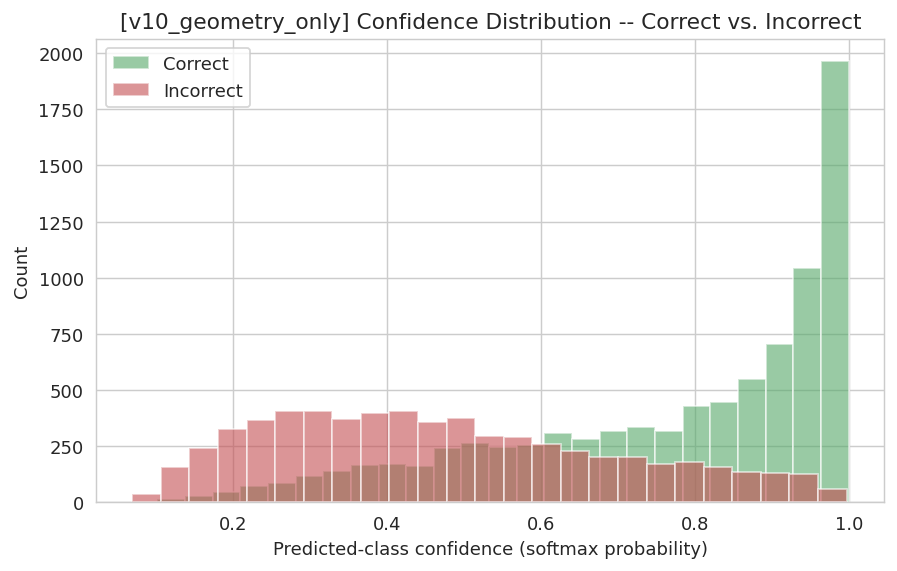 [v10_geometry_only] Confidence Distribution -- Correct vs. Incorrect
Correct
Incorrect
2000
1750
1500
1250
1000
750
500
250
0
Count
0.2 0.4 0.6 0.8 1.0
Predicted-class confidence (softmax probability)